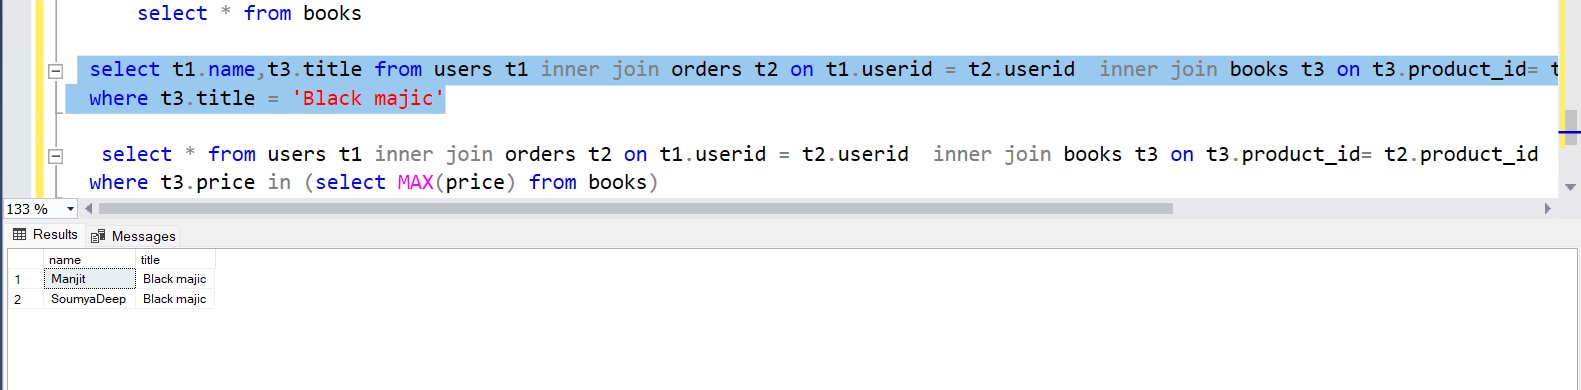 select * from books
select t1.name,t3.title from users t1 inner join orders t2 on t1.userid = t2.userid  inner join books t3 on t3.product_id= t
where t3.title = 'Black majic'
select * from users t1 inner join orders t2 on t1.userid = t2.userid  inner join books t3 on t3.product_id= t2.product_id
where t3.price in (select MAX(price) from books)
133 %
Results Messages
name title
1 Manjit Black majic
2 SoumyaDeep Black majic